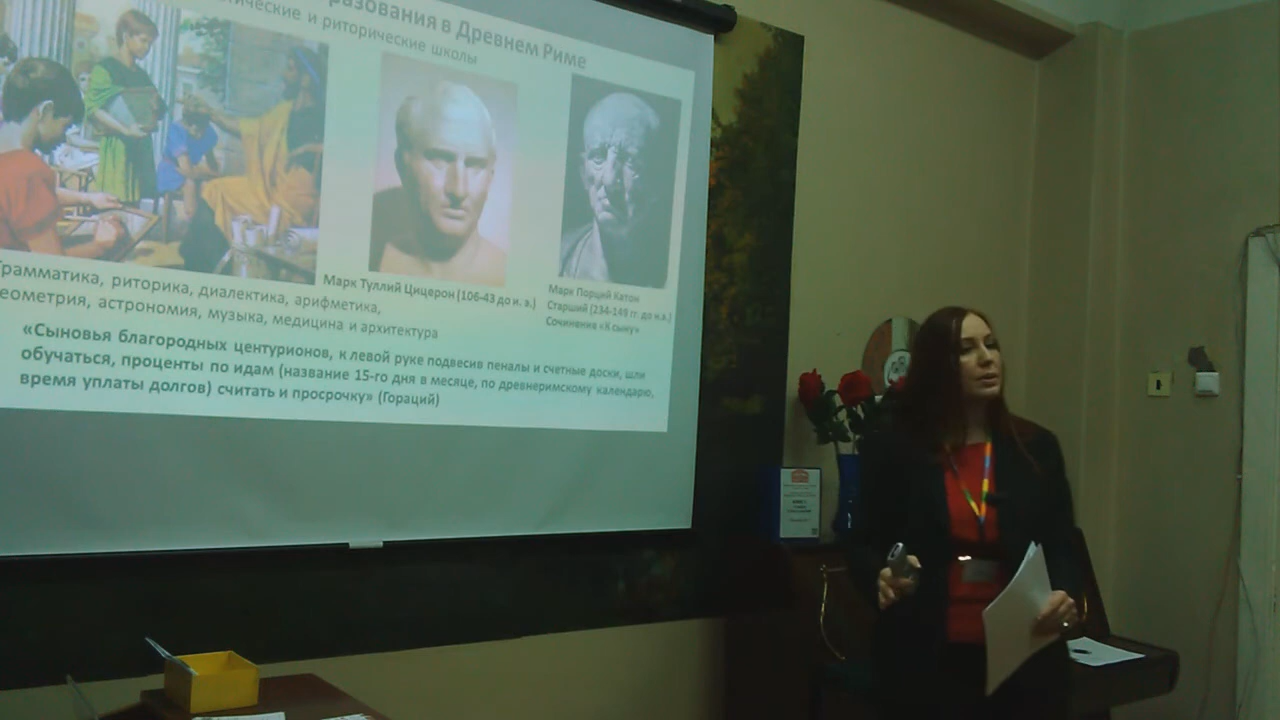 разования в Древнем Риме
ические и риторические школы
Грамматика, риторика, диалектика, арифметика,
геометрия, астрономия, музыка, медицина и архитектура
Марк Туллий Цицерон (106-43 до н. э.)
Марк Порций Катон
Старший (234-149 гг. до н.э.)
Сочинение «К сыну»
«Сыновья благородных центурионов, к левой руке подвесив пеналы и счетные доски, шли
обучаться, проценты по идам (название 15-го дня в месяце, по древнеримскому календарю,
время уплаты долгов) считать и просрочку» (Гораций)